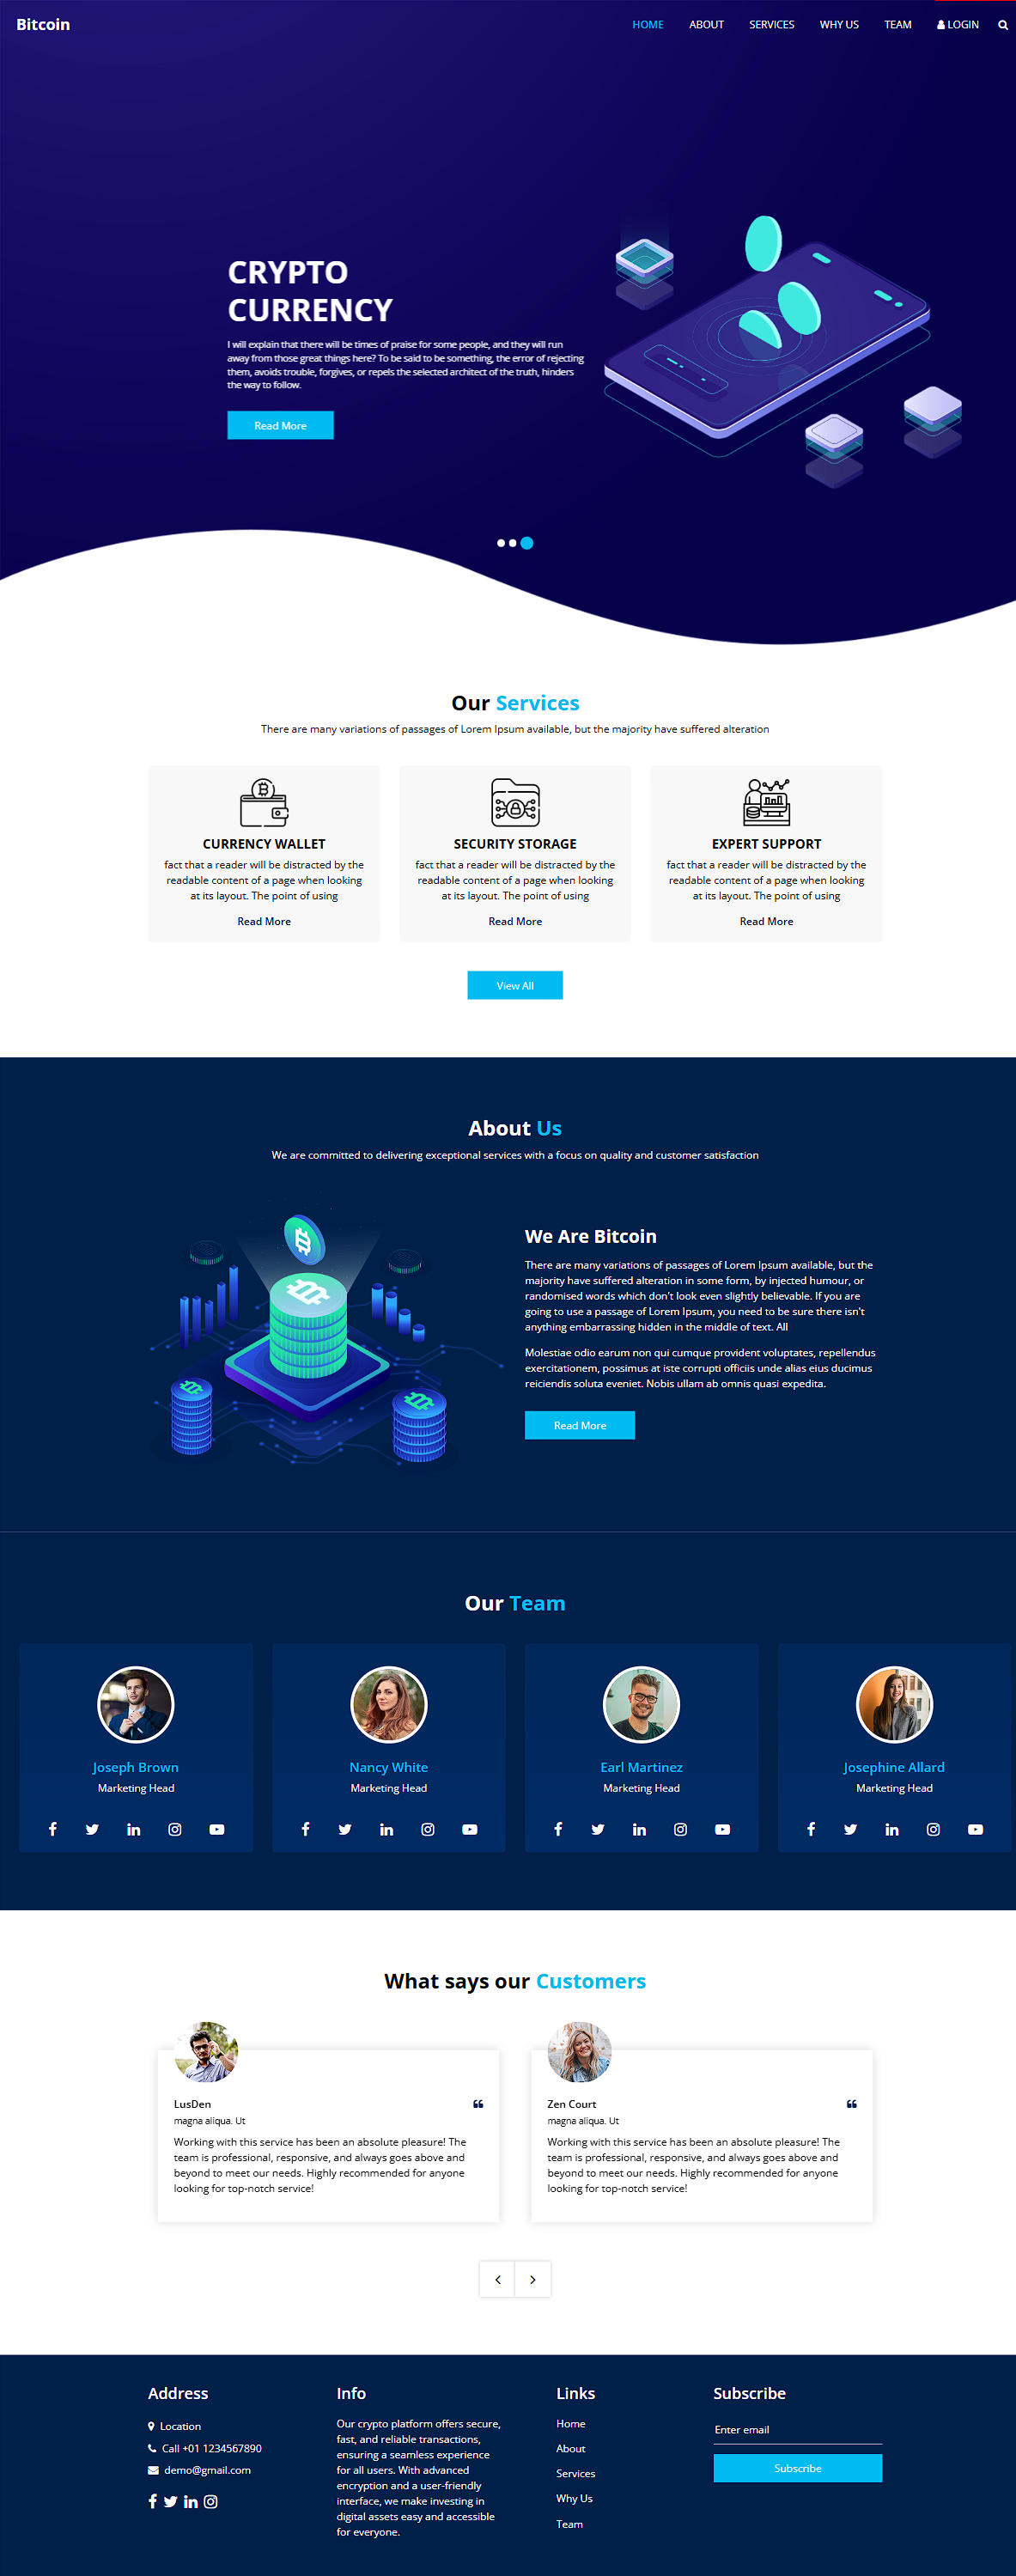 Bitcoin
HOME ABOUT SERVICES WHY US TEAM LOGIN
CRYPTO
CURRENCY
I will explain that there will be times of praise for some people, and they will run
away from those great things here? To be said to be something, the error of rejecting
them, avoids trouble, forgives, or repels the selected architect of the truth, hinders
the way to follow.
Read More
Our Services
There are many variations of passages of Lorem Ipsum available, but the majority have suffered alteration
CURRENCY WALLET
fact that a reader will be distracted by the
readable content of a page when looking
at its layout. The point of using
Read More
SECURITY STORAGE
fact that a reader will be distracted by the
readable content of a page when looking
at its layout. The point of using
Read More
EXPERT SUPPORT
fact that a reader will be distracted by the
readable content of a page when looking
at its layout. The point of using
Read More
View All
About Us
We are committed to delivering exceptional services with a focus on quality and customer satisfaction
We Are Bitcoin
There are many variations of passages of Lorem Ipsum available, but the
majority have suffered alteration in some form, by injected humour, or
randomised words which don't look even slightly believable. If you are
going to use a passage of Lorem Ipsum, you need to be sure there isn't
anything embarrassing hidden in the middle of text. All
Molestiae odio earum non qui cumque provident voluptates, repellendus
exercitationem, possimus at iste corrupti officiis unde alias eius ducimus
reiciendis soluta eveniet. Nobis ullam ab omnis quasi expedita.
Read More
Our Team
Joseph Brown
Marketing Head
Nancy White
Marketing Head
Earl Martinez
Marketing Head
Josephine Allard
Marketing Head
What says our Customers
LusDen
magna aliqua. Ut
Working with this service has been an absolute pleasure! The
team is professional, responsive, and always goes above and
beyond to meet our needs. Highly recommended for anyone
looking for top-notch service!
Zen Court
magna aliqua. Ut
Working with this service has been an absolute pleasure! The
team is professional, responsive, and always goes above and
beyond to meet our needs. Highly recommended for anyone
looking for top-notch service!
Address
Location
Call +01 1234567890
demo@gmail.com
Info
Our crypto platform offers secure,
fast, and reliable transactions,
ensuring a seamless experience
for all users. With advanced
encryption and a user-friendly
interface, we make investing in
digital assets easy and accessible
for everyone.
Links
Home
About
Services
Why Us
Team
Subscribe
Enter email
Subscribe